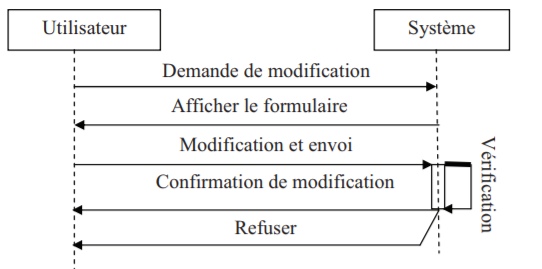 Utilisateur
Système
Demande de modification
Afficher le formulaire
Modification et envoi
Vérification
Confirmation de modification
Refuser